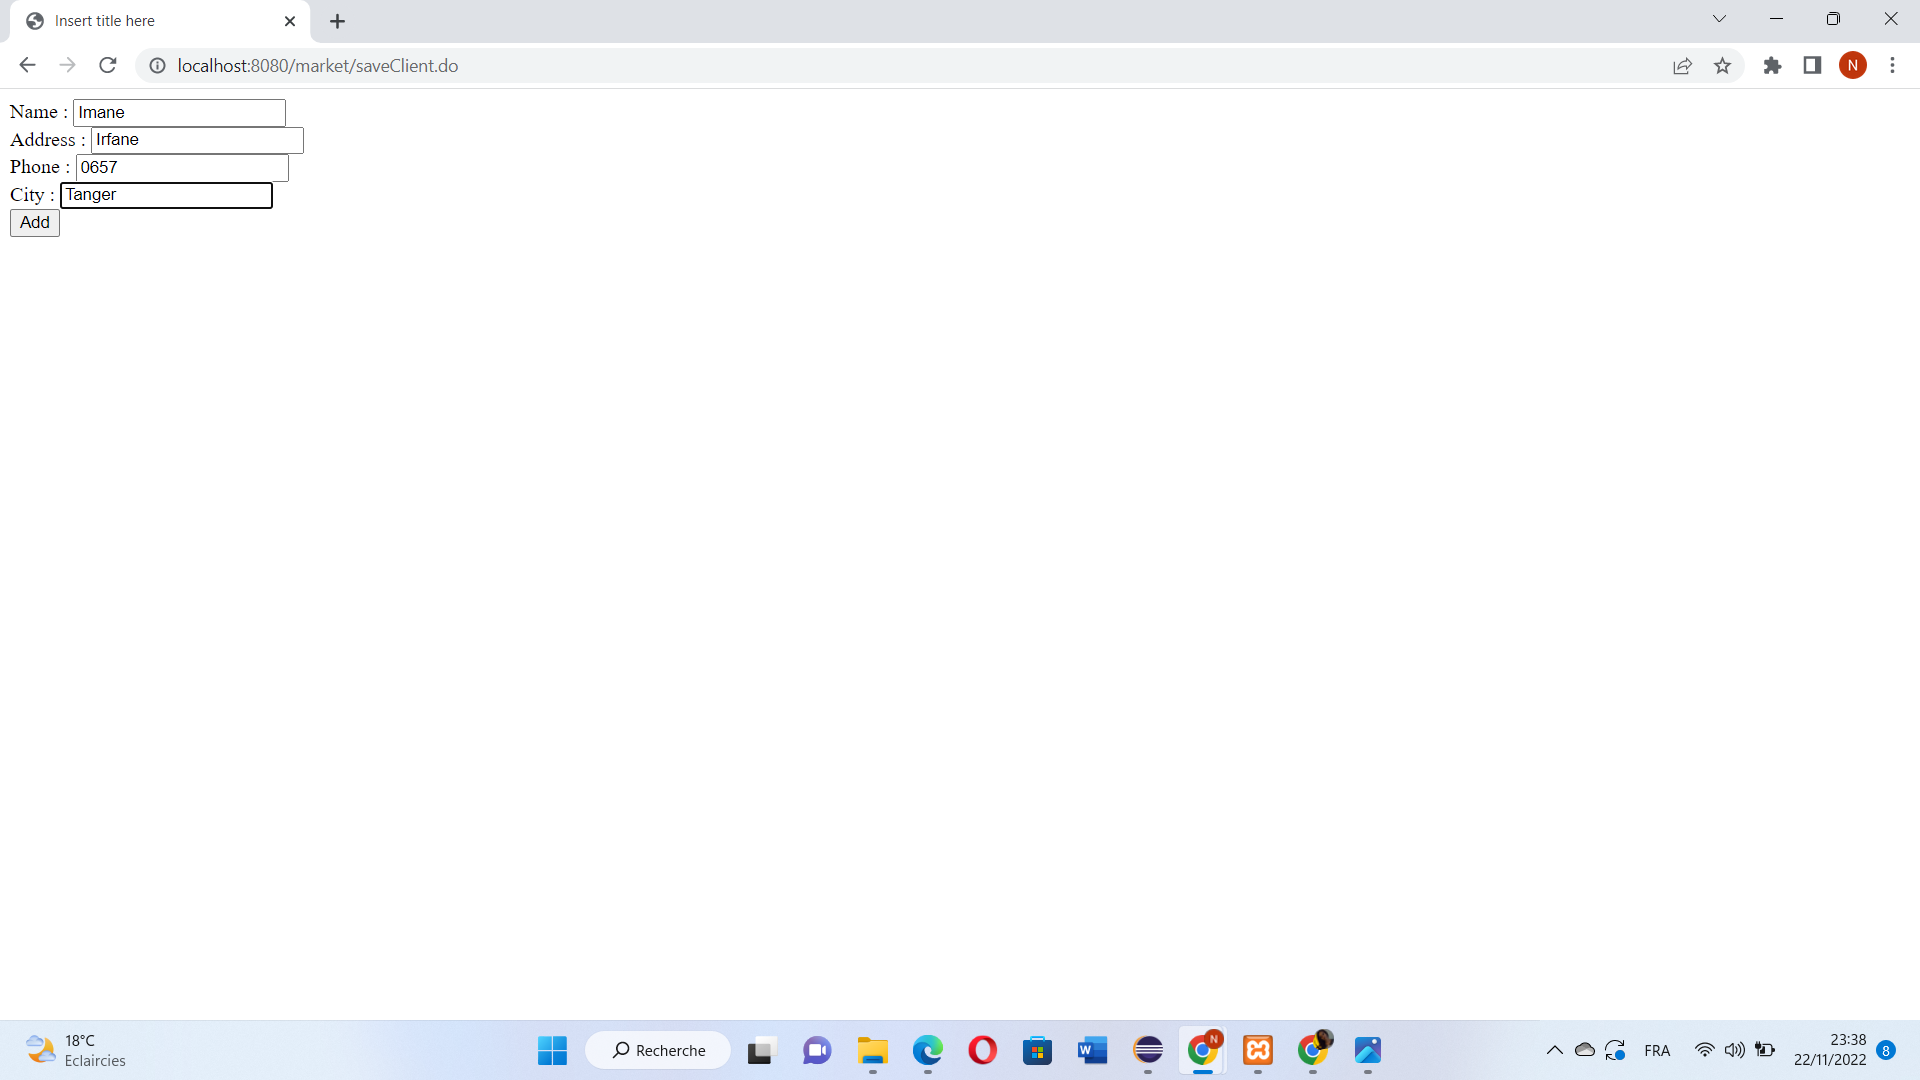 Insert title here
localhost:8080/market/saveClient.do
N
Name : Imane
Address : Irfane
Phone : 0657
City : Tanger
Add
18°C
Eclaircies
Recherche
W
N
FRA
23:38
22/11/2022
8